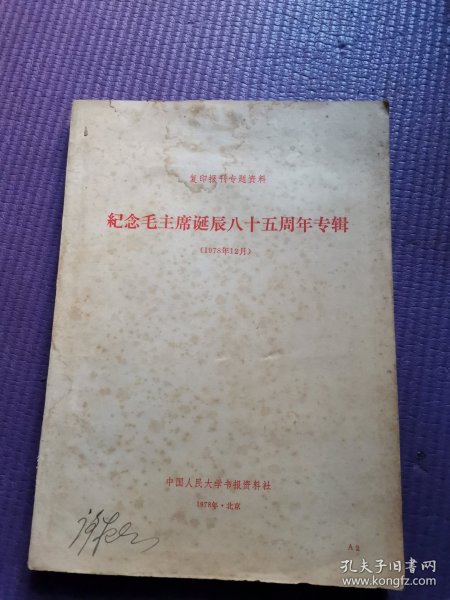 复印报刊专题资料
紀念毛主席诞辰八十五周年专辑
(1978年12月)
中国人民大学书报资料社
1978年·北京
A2
孔夫子旧书网
www.kongfz.com